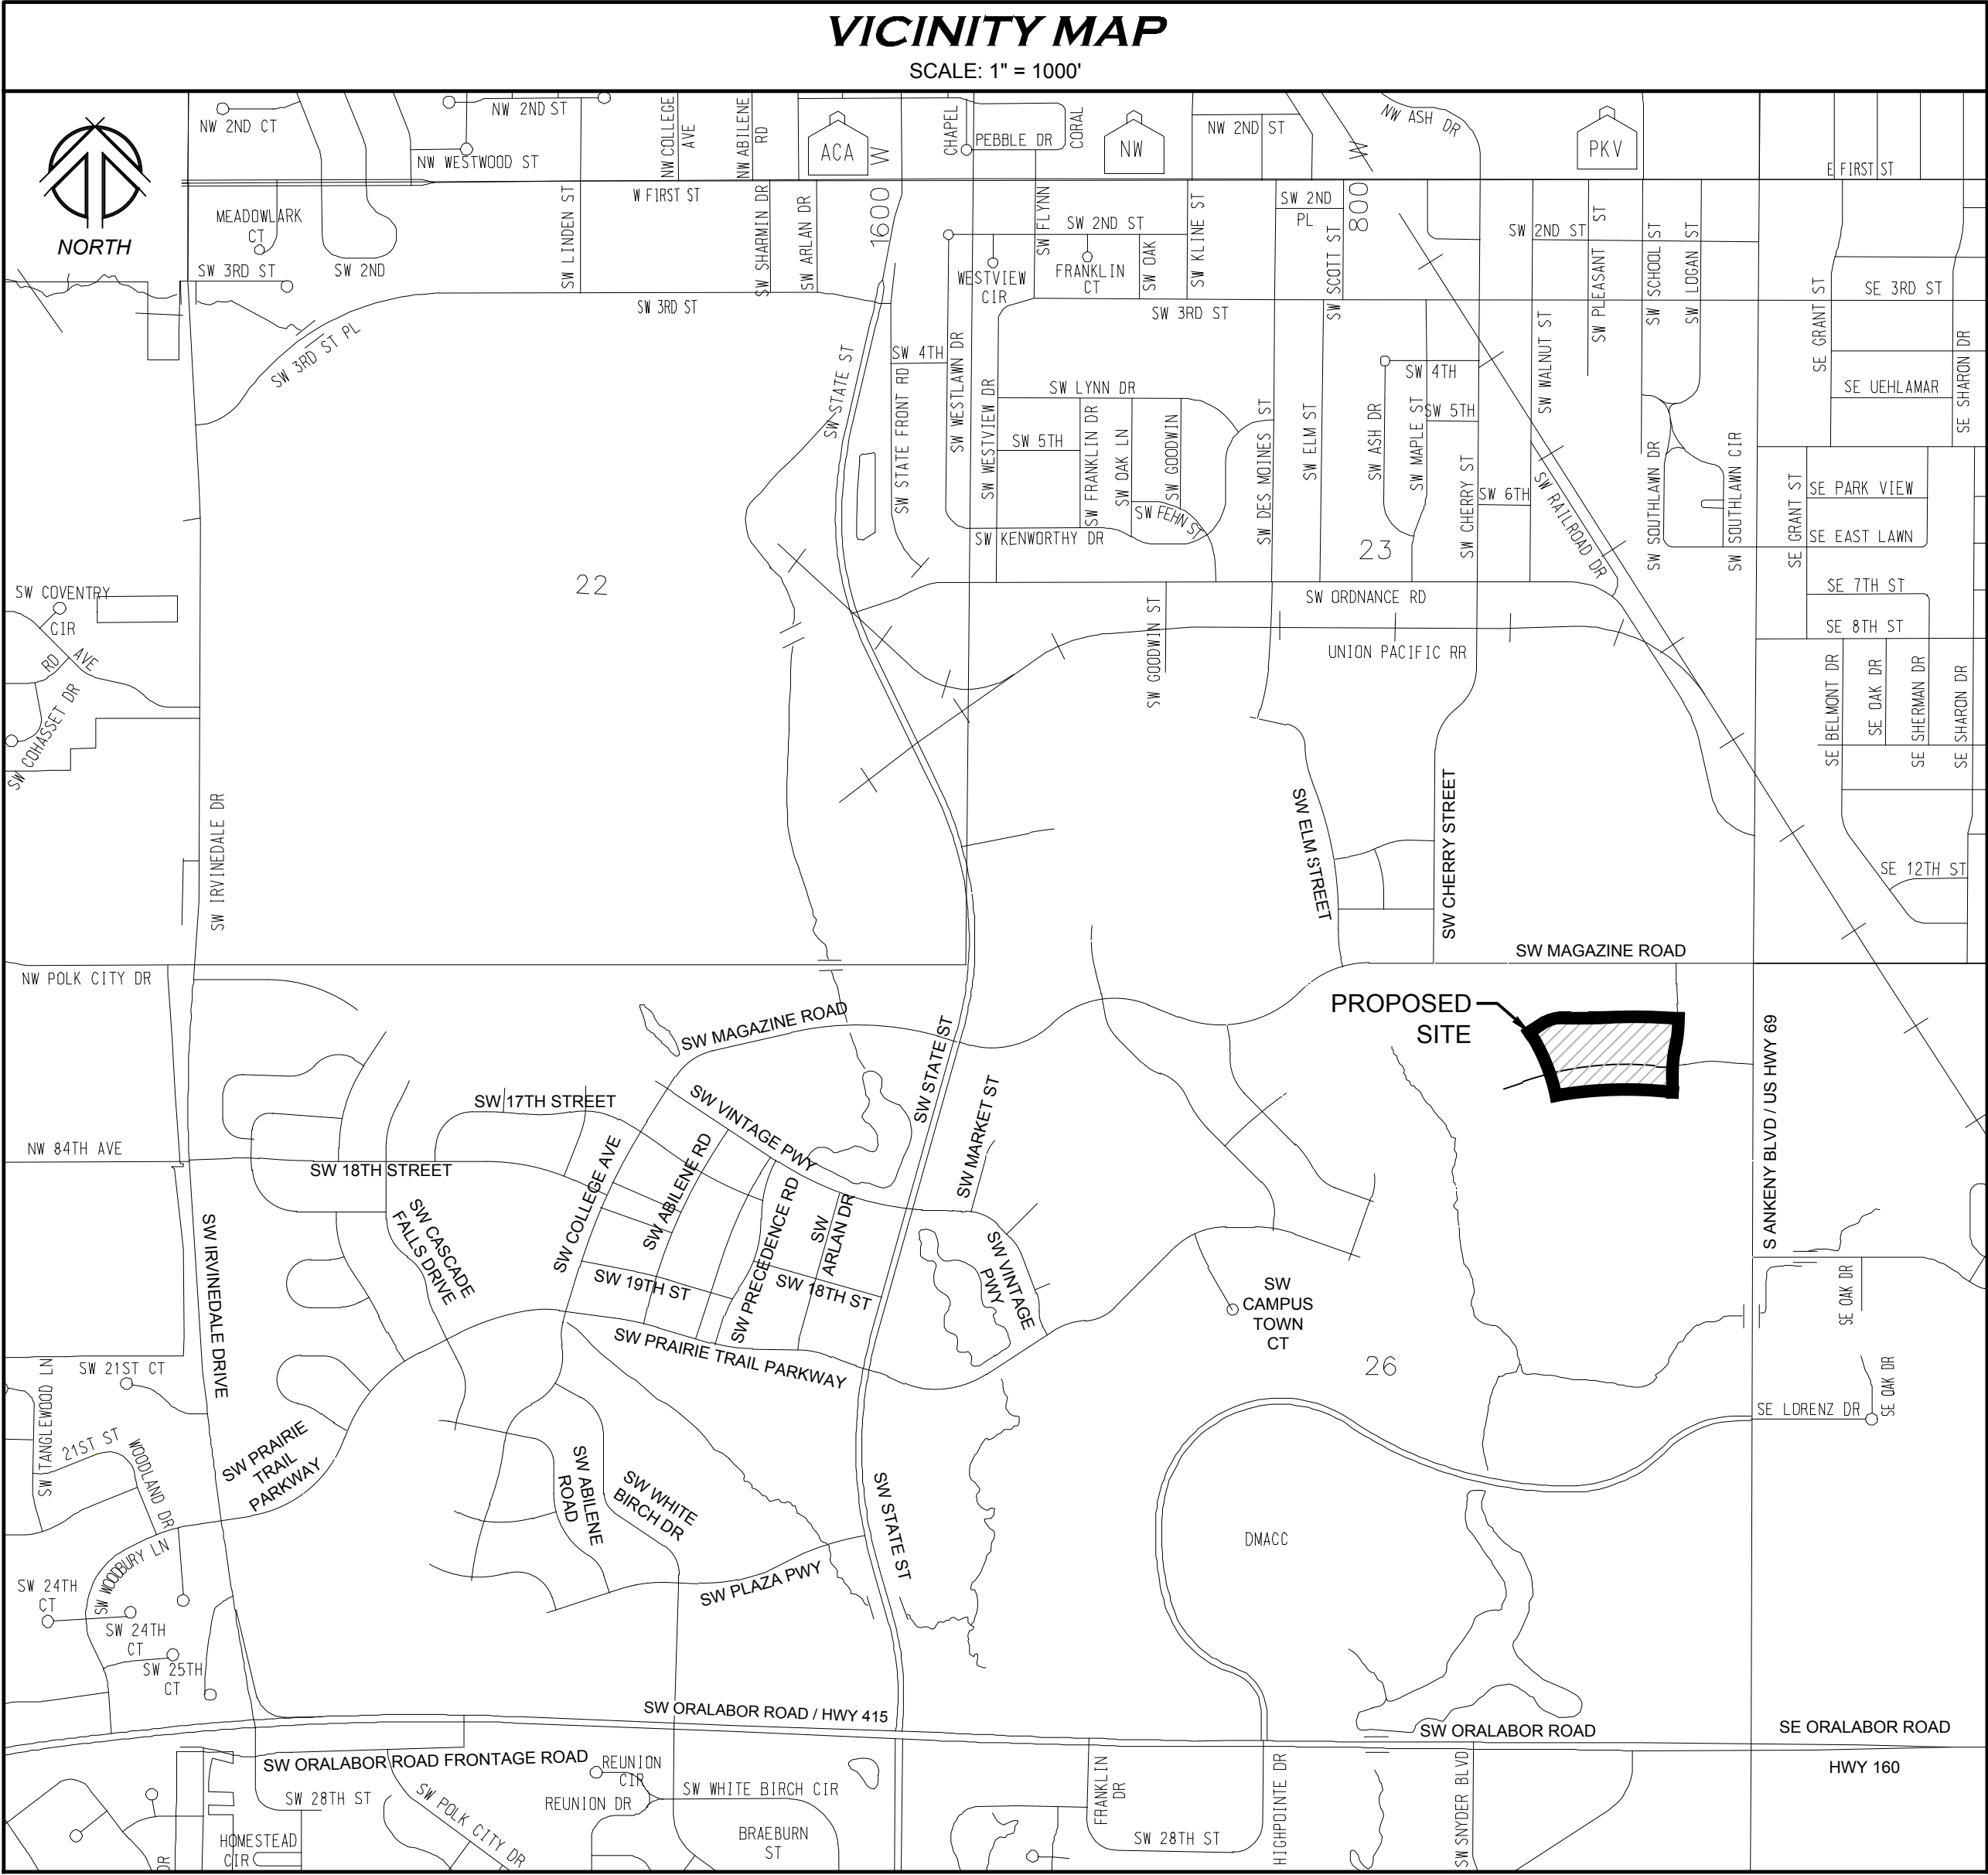 VICINITY MAP
SCALE: 1" = 1000'
NORTH
NW 2ND CT
NW 2ND ST
NW WESTWOOD ST
NW COLLEGE
AVE
NW ABILENE
RD
ACA
W
1600
CHAPEL
PEBBLE DR
CORAL
NW
NW 2ND ST
W
800
NW ASH DR
PKV
E FIRST ST
W FIRST ST
MEADOWLARK
CT
SW 3RD ST
SW 2ND
SW LINDEN ST
SW SHARMIN DR
SW ARLAN DR
SW FLYNN
SW 2ND ST
WESTVIEW
CIR
FRANKLIN
CT
SW OAK
SW KLINE ST
SW 2ND
PL
SW SCOTT ST
SW 2ND ST
SW PLEASANT ST
SW SCHOOL ST
SW LOGAN ST
SE GRANT ST
SE 3RD ST
SW 3RD ST PL
SW 3RD ST
SW 3RD ST
SW STATE ST
SW 4TH
SW STATE FRONT RD
SW WESTLAWN DR
SW WESTVIEW DR
SW LYNN DR
SW 5TH
SW FRANKLIN DR
SW OAK LN
SW GOODWIN
SW FEHN ST
SW KENWORTHY DR
SW DES MOINES ST
SW ELM ST
SW ASH DR
SW 4TH
SW MAPLE ST
SW 5TH
SW CHERRY ST
SW 6TH
SW WALNUT ST
SW RAILROAD DR
SW SOUTHLAWN DR
SW SOUTHLAWN CIR
SE UEHLAMAR
SE SHARON DR
SE GRANT ST
SE PARK VIEW
SE EAST LAWN
SE 7TH ST
SE 8TH ST
22
23
SW ORDNANCE RD
UNION PACIFIC RR
SW GOODWIN ST
SW COVENTRY
CIR
RD
AVE
SW COHASSET DR
SE BELMONT DR
SE OAK DR
SE SHERMAN DR
SE SHARON DR
SE 12TH ST
SW IRVINEDALE DR
SW ELM STREET
SW CHERRY STREET
SW MAGAZINE ROAD
NW POLK CITY DR
PROPOSED
SITE
SW MAGAZINE ROAD
SW STATE ST
S ANKENY BLVD / US HWY 69
SW 17TH STREET
SW VINTAGE PWY
SW MARKET ST
NW 84TH AVE
SW 18TH STREET
SW COLLEGE AVE
SW ABILENE RD
SW PRECEDENCE RD
SW
ARLAN DR
SW CASCADE
FALLS DRIVE
SW IRVINEDALE DRIVE
SW 19TH ST
SW 18TH ST
SW VINTAGE
PWY
SW
CAMPUS
TOWN
CT
SE OAK DR
SW PRAIRIE TRAIL PARKWAY
26
SE OAK DR
SE LORENZ DR
SW 21ST CT
SW TANGLEWOOD LN
21ST ST
WOODLAND DR
SW PRAIRIE
TRAIL
PARKWAY
SW ABILENE
ROAD
SW WHITE
BIRCH DR
SW STATE ST
DMACC
SW WOODBURY LN
SW PLAZA PWY
SW 24TH
CT
SW 24TH
CT
SW 25TH
CT
SW ORALABOR ROAD / HWY 415
SW ORALABOR ROAD
SE ORALABOR ROAD
HWY 160
SW ORALABOR ROAD FRONTAGE ROAD
REUNION
CIR
SW WHITE BIRCH CIR
REUNION DR
SW 28TH ST
SW POLK CITY DR
HOMESTEAD
CIR
DR
BRAEBURN
ST
FRANKLIN
DR
SW 28TH ST
HIGHPOINTE DR
SW SNYDER BLVD